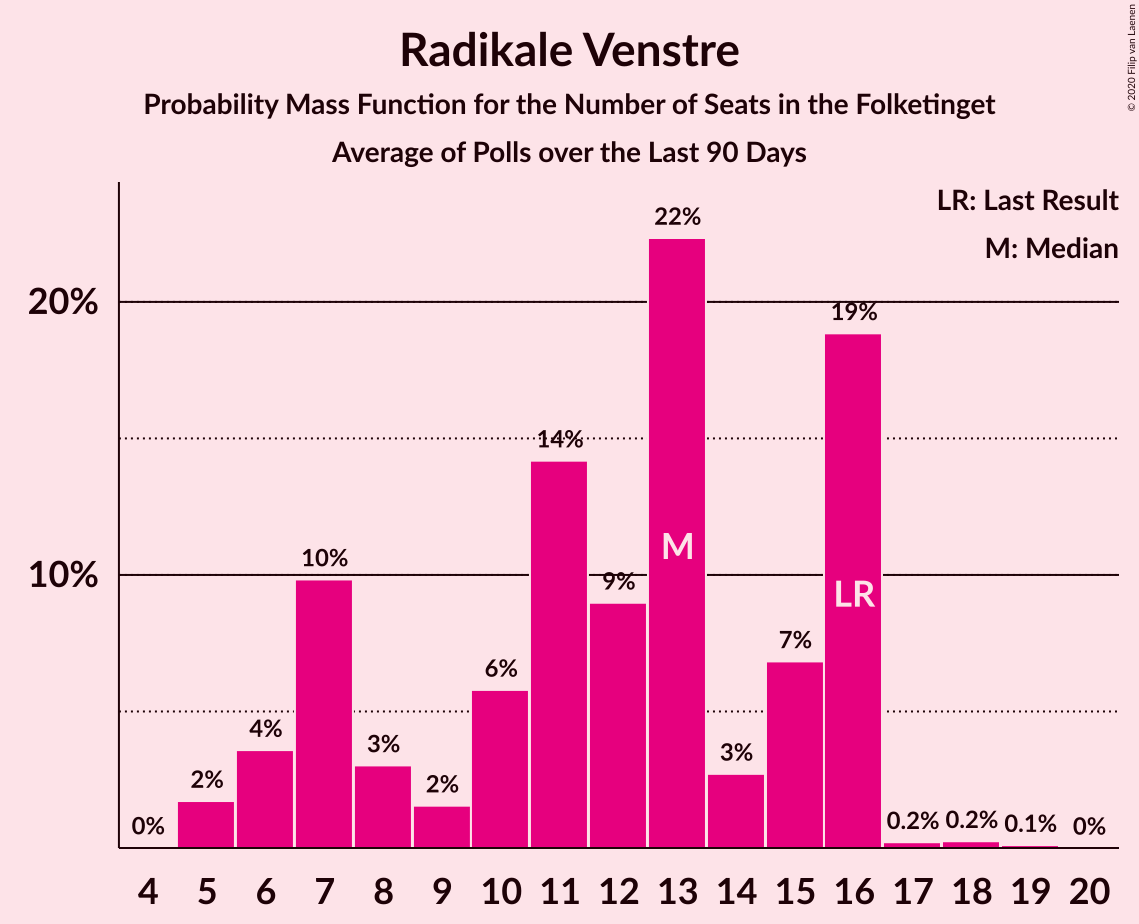 Radikale Venstre
Probability Mass Function for the Number of Seats in the Folketinget
Average of Polls over the Last 90 Days
© 2020 Filip van Laenen
LR: Last Result
M: Median
20%
10%
0%
2%
4%
10%
3%
2%
6%
14%
9%
22%
3%
7%
19%
0.2%
0.2%
0.1%
0%
M
LR
4 5 6 7 8 9 10 11 12 13 14 15 16 17 18 19 20